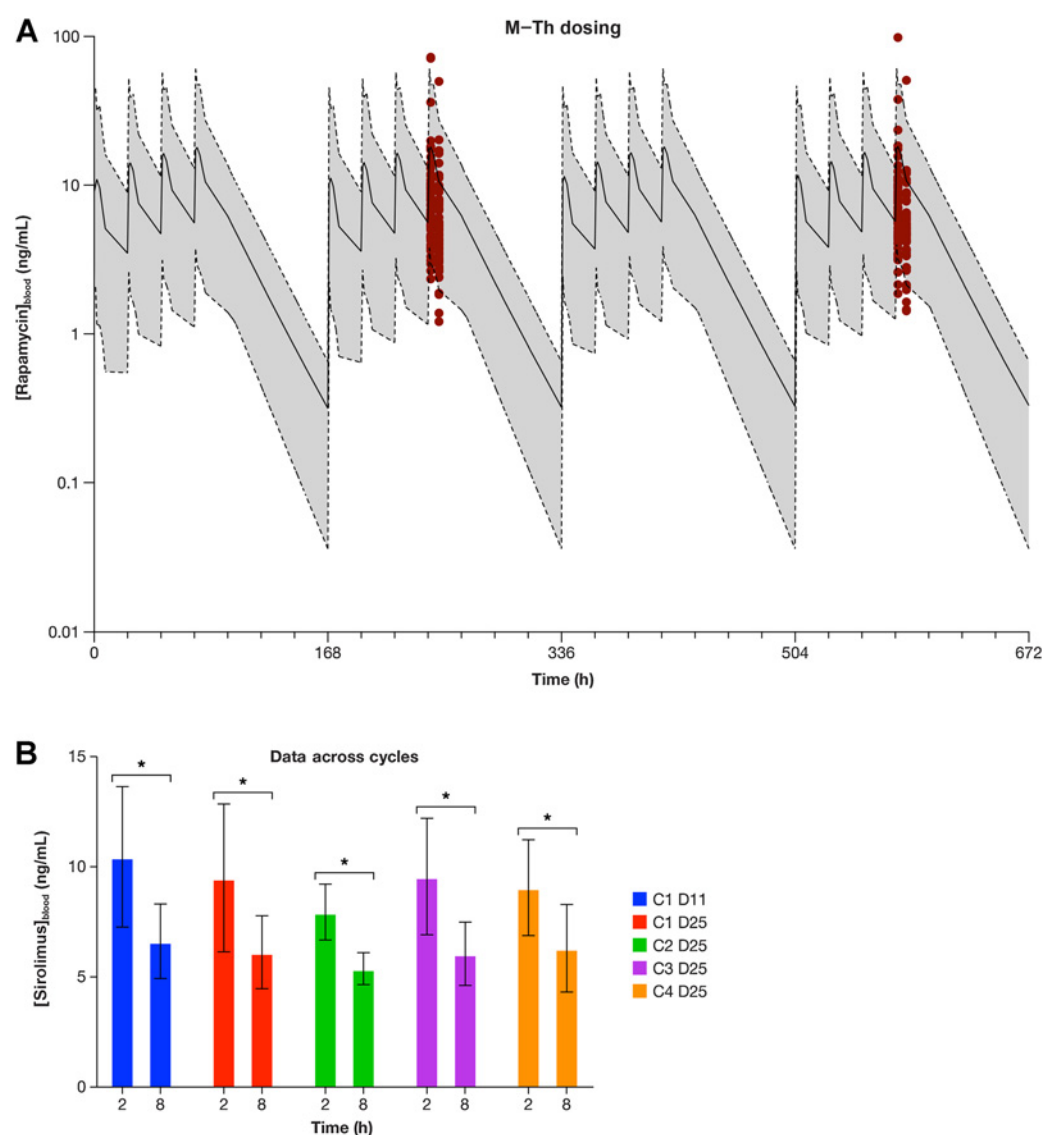 A
M–Th dosing
100
10
1
0.1
0.01
[Rapamycin]blood (ng/mL)
0 168 336 504 672
Time (h)
B
Data across cycles
15
10
5
0
[Sirolimus]blood (ng/mL)
* * * * *
2 8 2 8 2 8 2 8 2 8
Time (h)
C1 D11
C1 D25
C2 D25
C3 D25
C4 D25